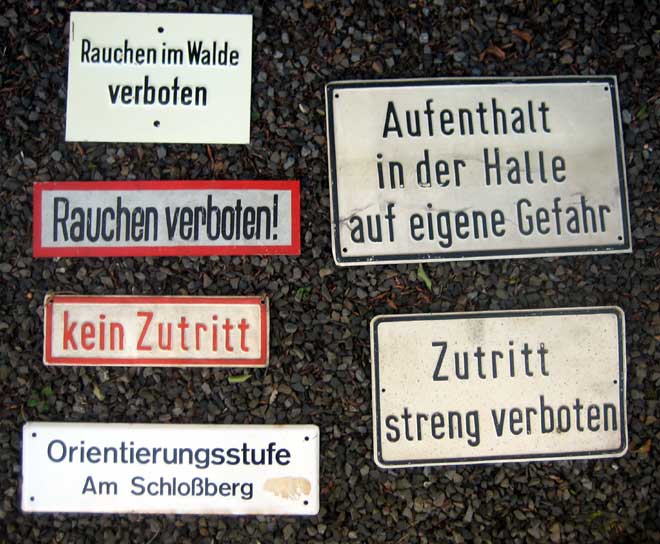 Rauchen im Walde
verboten
Rauchen verboten!
kein Zutritt
Orientierungsstufe
Am Schloßberg
Aufenthalt
in der Halle
auf eigene Gefahr
Zutritt
streng verboten